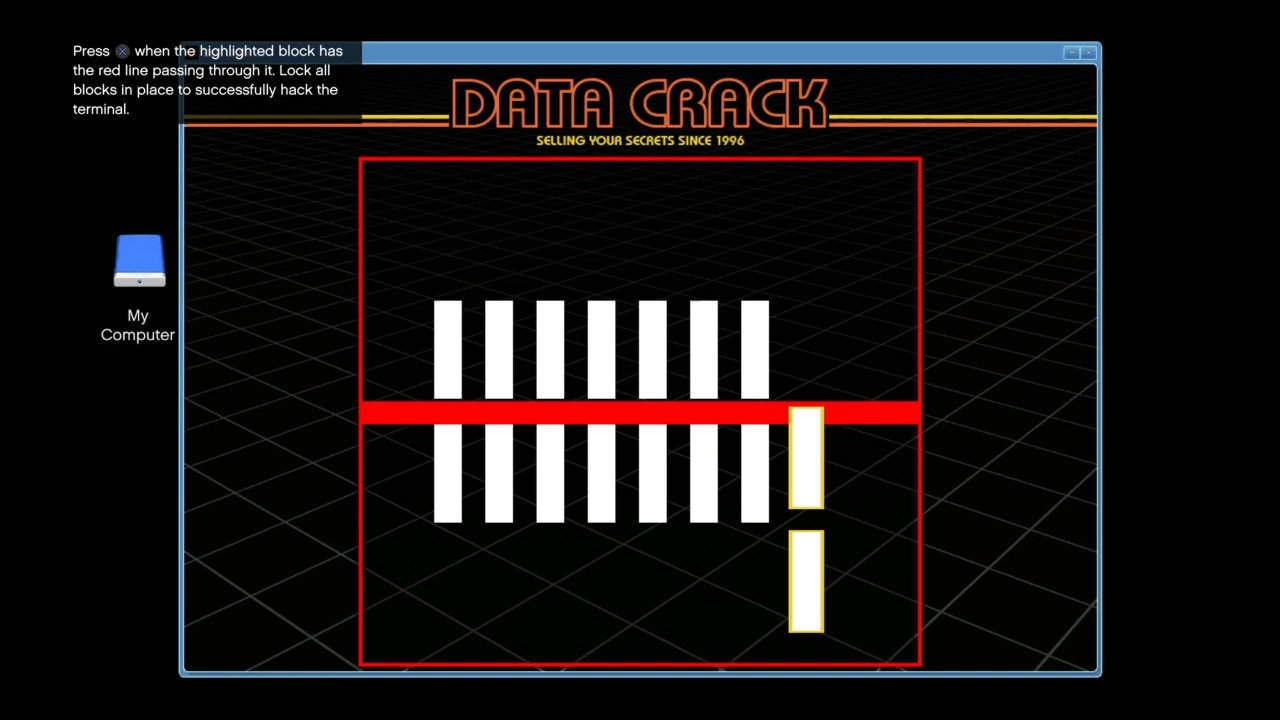 Press when the highlighted block has
the red line passing through it. Lock all
blocks in place to successfully hack the
terminal.
DATA CRACK
SELLING YOUR SECRETS SINCE 1996
My
Computer